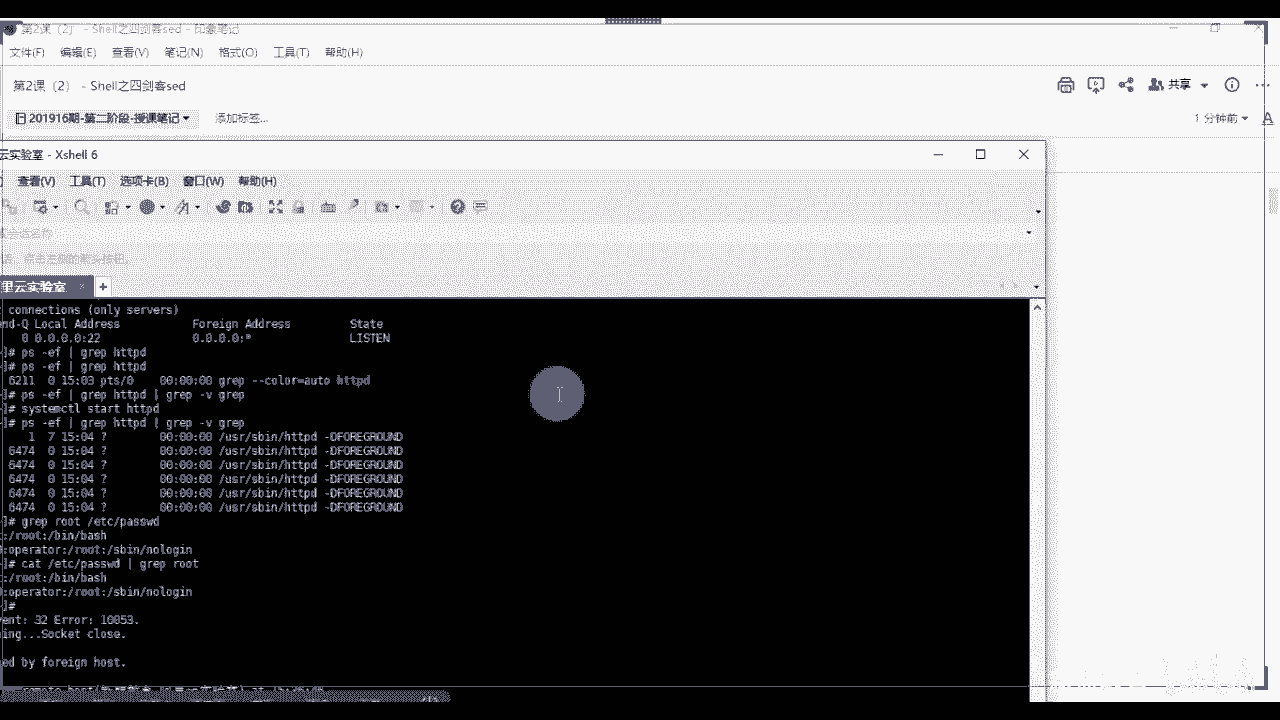 第2课（2） - Shell之四剑客sed - 印象笔记
文件(F) 编辑(E) 查看(V) 笔记(N) 格式(O) 工具(T) 帮助(H)
第2课（2） - Shell之四剑客sed
共享
201916期-第二阶段-授课笔记
添加标签...
1 分钟前
云实验室 - Xshell 6
查看(V) 工具(T) 选项卡(B) 窗口(W) 帮助(H)
里云实验室
connections (only servers)
nd-Q Local Address Foreign Address State
0 0.0.0.0:22 0.0.0.0:* LISTEN
]# ps -ef | grep httpd
]# ps -ef | grep httpd
6211 0 15:03 pts/0 00:00:00 grep --color=auto httpd
]# ps -ef | grep httpd | grep -v grep
]# systemctl start httpd
]# ps -ef | grep httpd | grep -v grep
1 7 15:04 ? 00:00:00 /usr/sbin/httpd -DFOREGROUND
6474 0 15:04 ? 00:00:00 /usr/sbin/httpd -DFOREGROUND
6474 0 15:04 ? 00:00:00 /usr/sbin/httpd -DFOREGROUND
6474 0 15:04 ? 00:00:00 /usr/sbin/httpd -DFOREGROUND
6474 0 15:04 ? 00:00:00 /usr/sbin/httpd -DFOREGROUND
6474 0 15:04 ? 00:00:00 /usr/sbin/httpd -DFOREGROUND
]# grep root /etc/passwd
:/root:/bin/bash
:operator:/root:/sbin/nologin
]# cat /etc/passwd | grep root
:/root:/bin/bash
:operator:/root:/sbin/nologin
]#
ent: 32 Error: 10053.
ing...Socket close.
ed by foreign host.